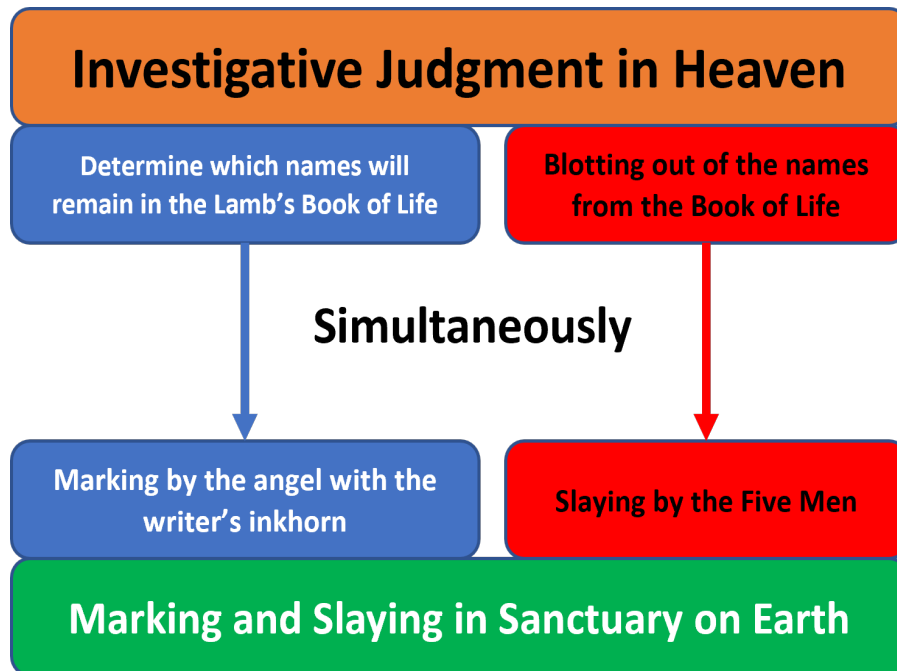 Investigative Judgment in Heaven
Determine which names will
remain in the Lamb’s Book of Life
Blotting out of the names
from the Book of Life
Simultaneously
Marking by the angel with the
writer’s inkhorn
Slaying by the Five Men
Marking and Slaying in Sanctuary on Earth